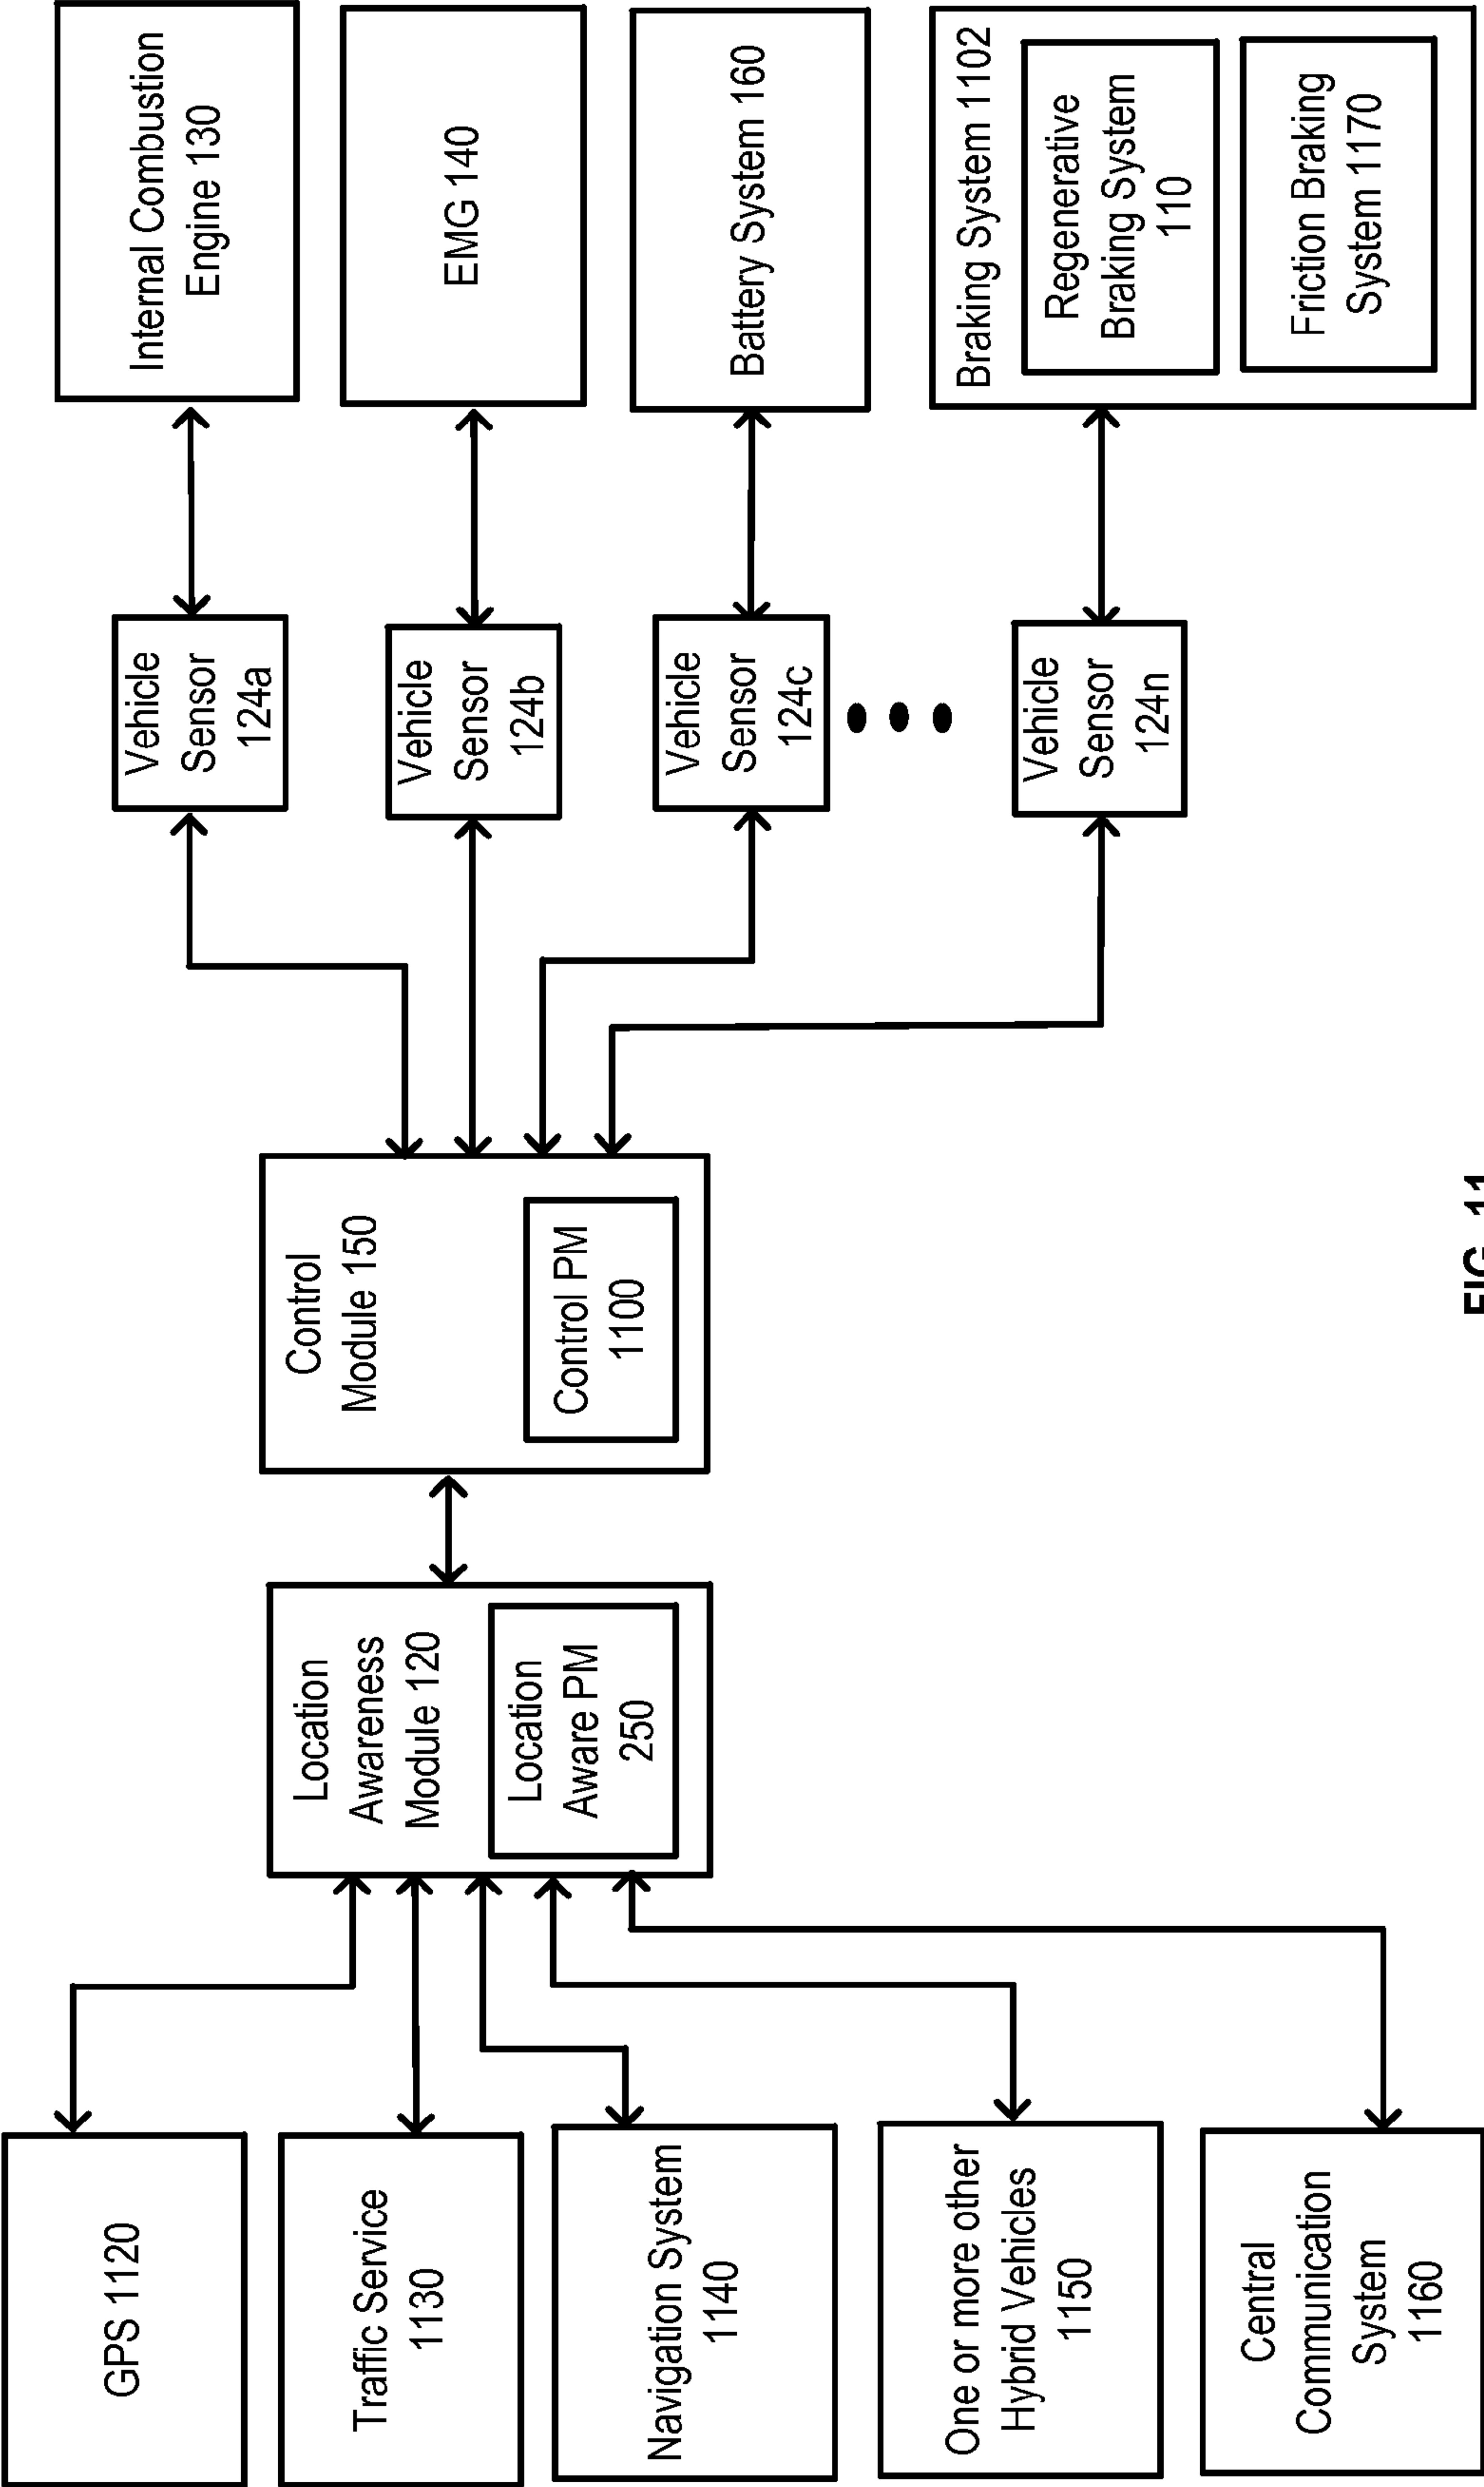 GPS 1120
Traffic Service
1130
Navigation System
1140
One or more other
Hybrid Vehicles
1150
Central
Communication
System
1160
Location
Awareness
Module 120
Location
Aware PM
250
Control
Module 150
Control PM
1100
Vehicle
Sensor
124a
Vehicle
Sensor
124b
Vehicle
Sensor
124c
Vehicle
Sensor
124n
Internal Combustion
Engine 130
EMG 140
Battery System 160
Braking System 1102
Regenerative
Braking System
110
Friction Braking
System 1170
FIG. 11